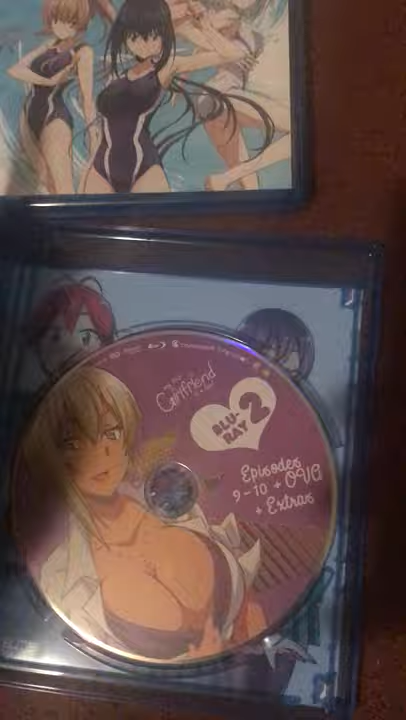 Girlfriend
BLU-
RAY 2
Episodes
9-10 + OVA
+ Extras